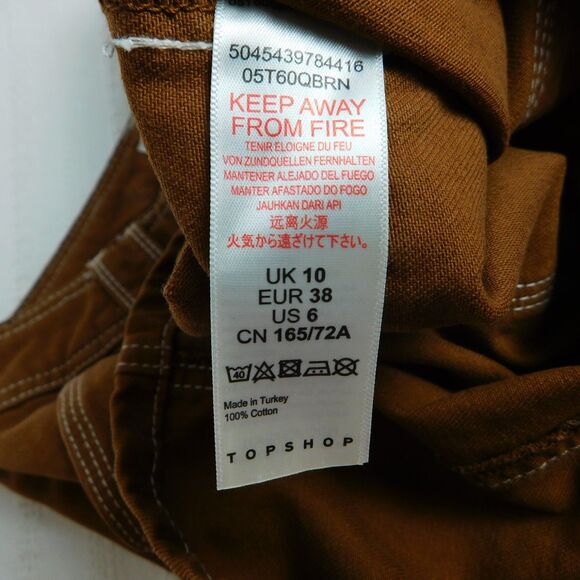 5045439784416
05T60QBRN
KEEP AWAY
FROM FIRE
TENIR ELOIGNE DU FEU
VON ZUNDQUELLEN FERNHALTEN
MANTENER ALEJADO DEL FUEGO
MANTER AFASTADO DO FOGO
JAUHKAN DARI API
远离火源
火気から遠ざけて下さい。
UK 10
EUR 38
US 6
CN 165/72A
40
Made in Turkey
100% Cotton
TOPSHOP